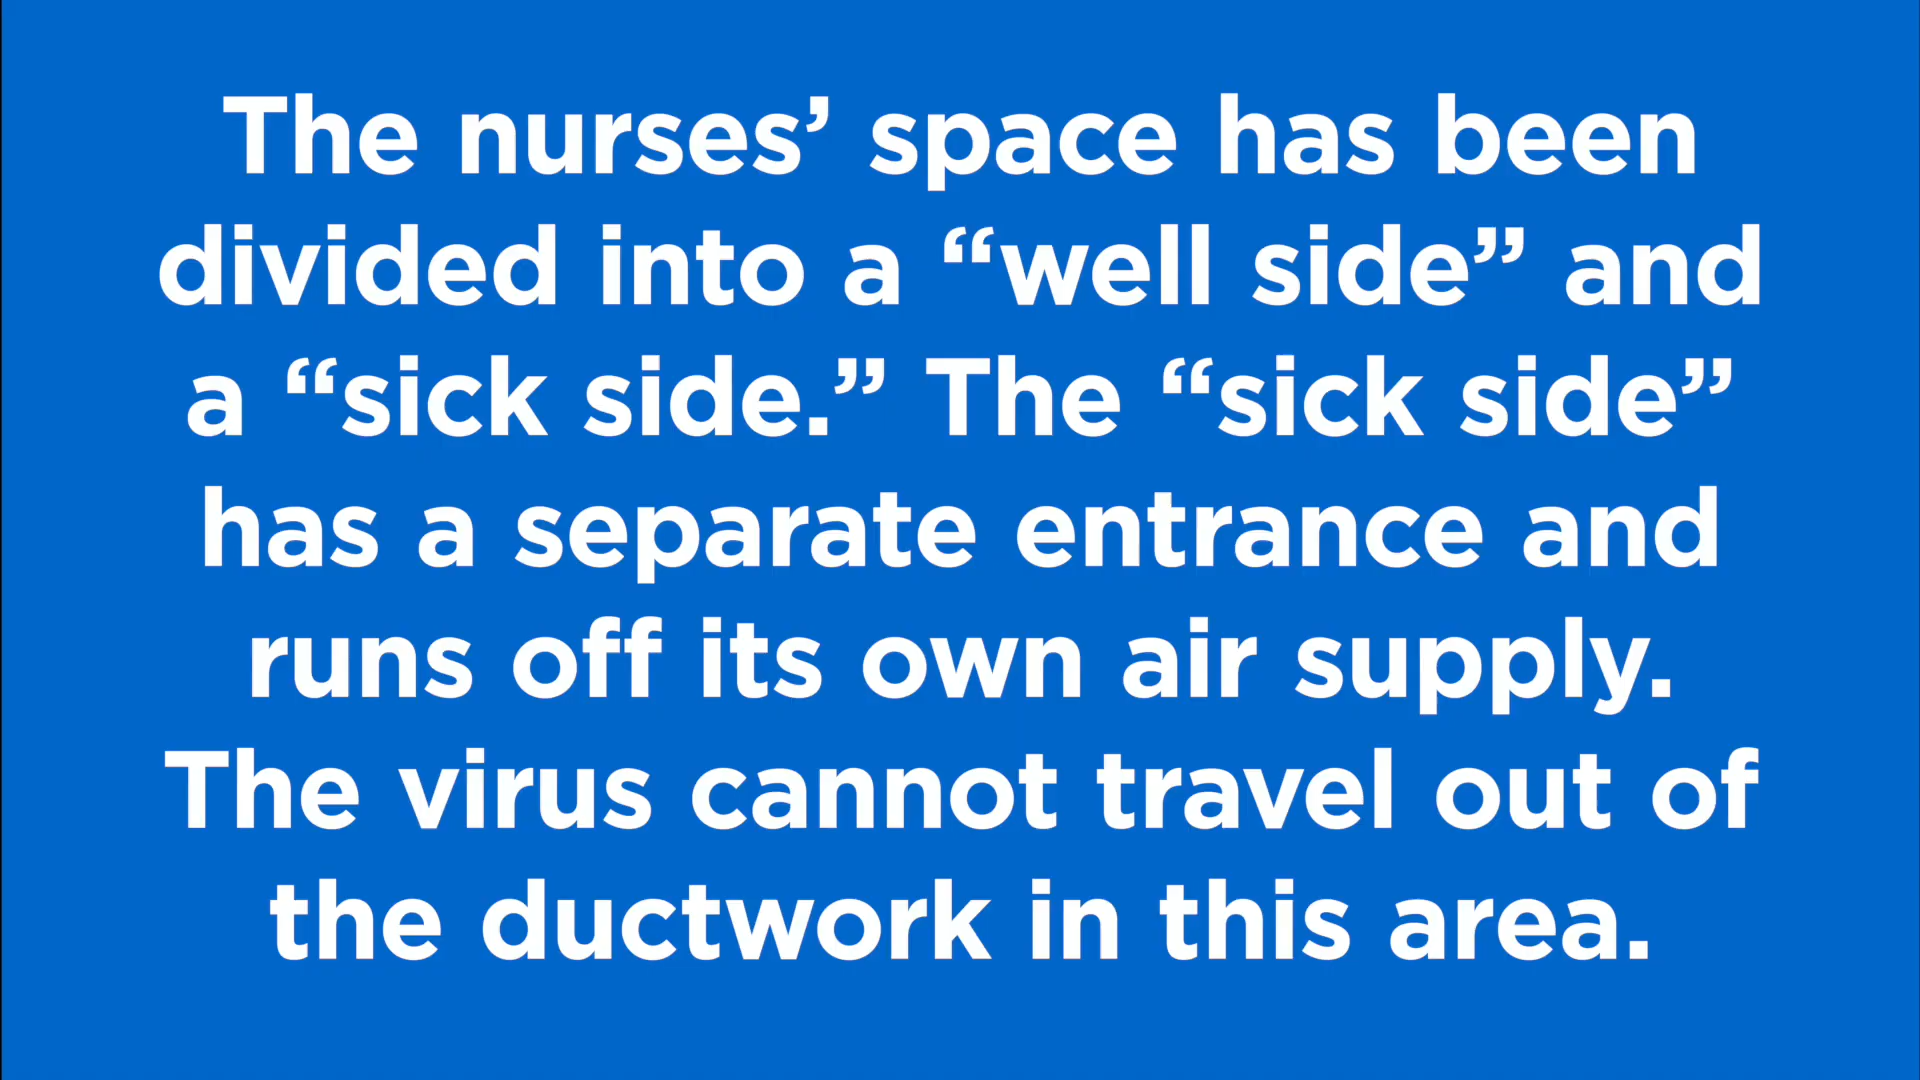 The nurses’ space has been
divided into a “well side” and
a “sick side.” The “sick side”
has a separate entrance and
runs off its own air supply.
The virus cannot travel out of
the ductwork in this area.